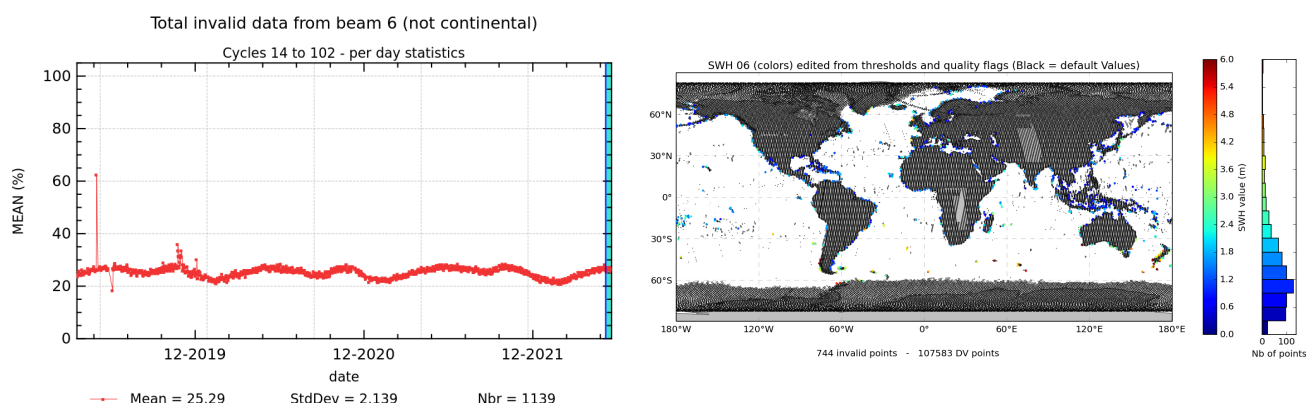 Total invalid data from beam 6 (not continental)
Cycles 14 to 102 - per day statistics
100
80
60
40
20
0
MEAN (%)
12-2019
12-2020
12-2021
date
Mean = 25.29
StdDev = 2.139
Nbr = 1139
SWH 06 (colors) edited from thresholds and quality flags (Black = default Values)
60°N
30°N
0°
30°S
60°S
180°W
120°W
60°W
0°
60°E
120°E
180°E
744 invalid points - 107583 DV points
6.0
5.4
4.8
4.2
3.6
3.0
2.4
1.8
1.2
0.6
0.0
SWH value (m)
0
100
Nb of points